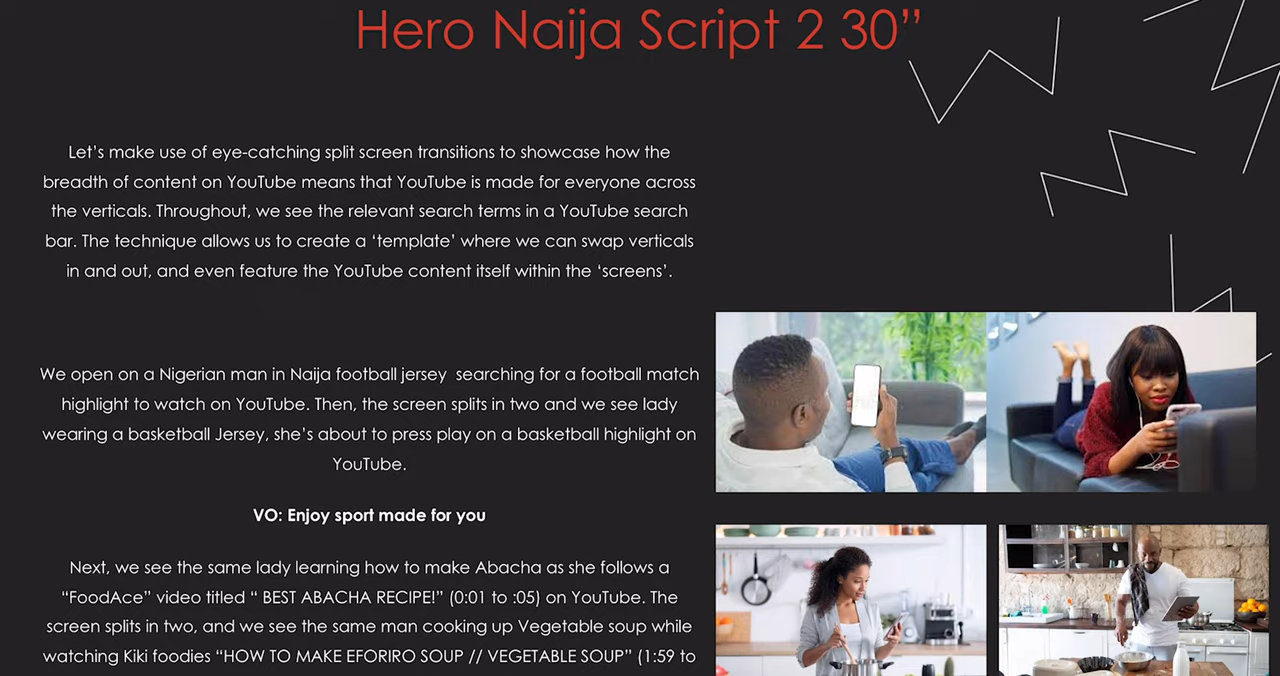 Hero Naija Script 2 30”
Let’s make use of eye-catching split screen transitions to showcase how the
breadth of content on YouTube means that YouTube is made for everyone across
the verticals. Throughout, we see the relevant search terms in a YouTube search
bar. The technique allows us to create a ‘template’ where we can swap verticals
in and out, and even feature the YouTube content itself within the ‘screens’.
We open on a Nigerian man in Naija football jersey  searching for a football match
highlight to watch on YouTube. Then, the screen splits in two and we see lady
wearing a basketball Jersey, she’s about to press play on a basketball highlight on
YouTube.
VO: Enjoy sport made for you
Next, we see the same lady learning how to make Abacha as she follows a
“FoodAce” video titled “ BEST ABACHA RECIPE!” (0:01 to :05) on YouTube. The
screen splits in two, and we see the same man cooking up Vegetable soup while
watching Kiki foodies “HOW TO MAKE EFORIRO SOUP // VEGETABLE SOUP” (1:59 to